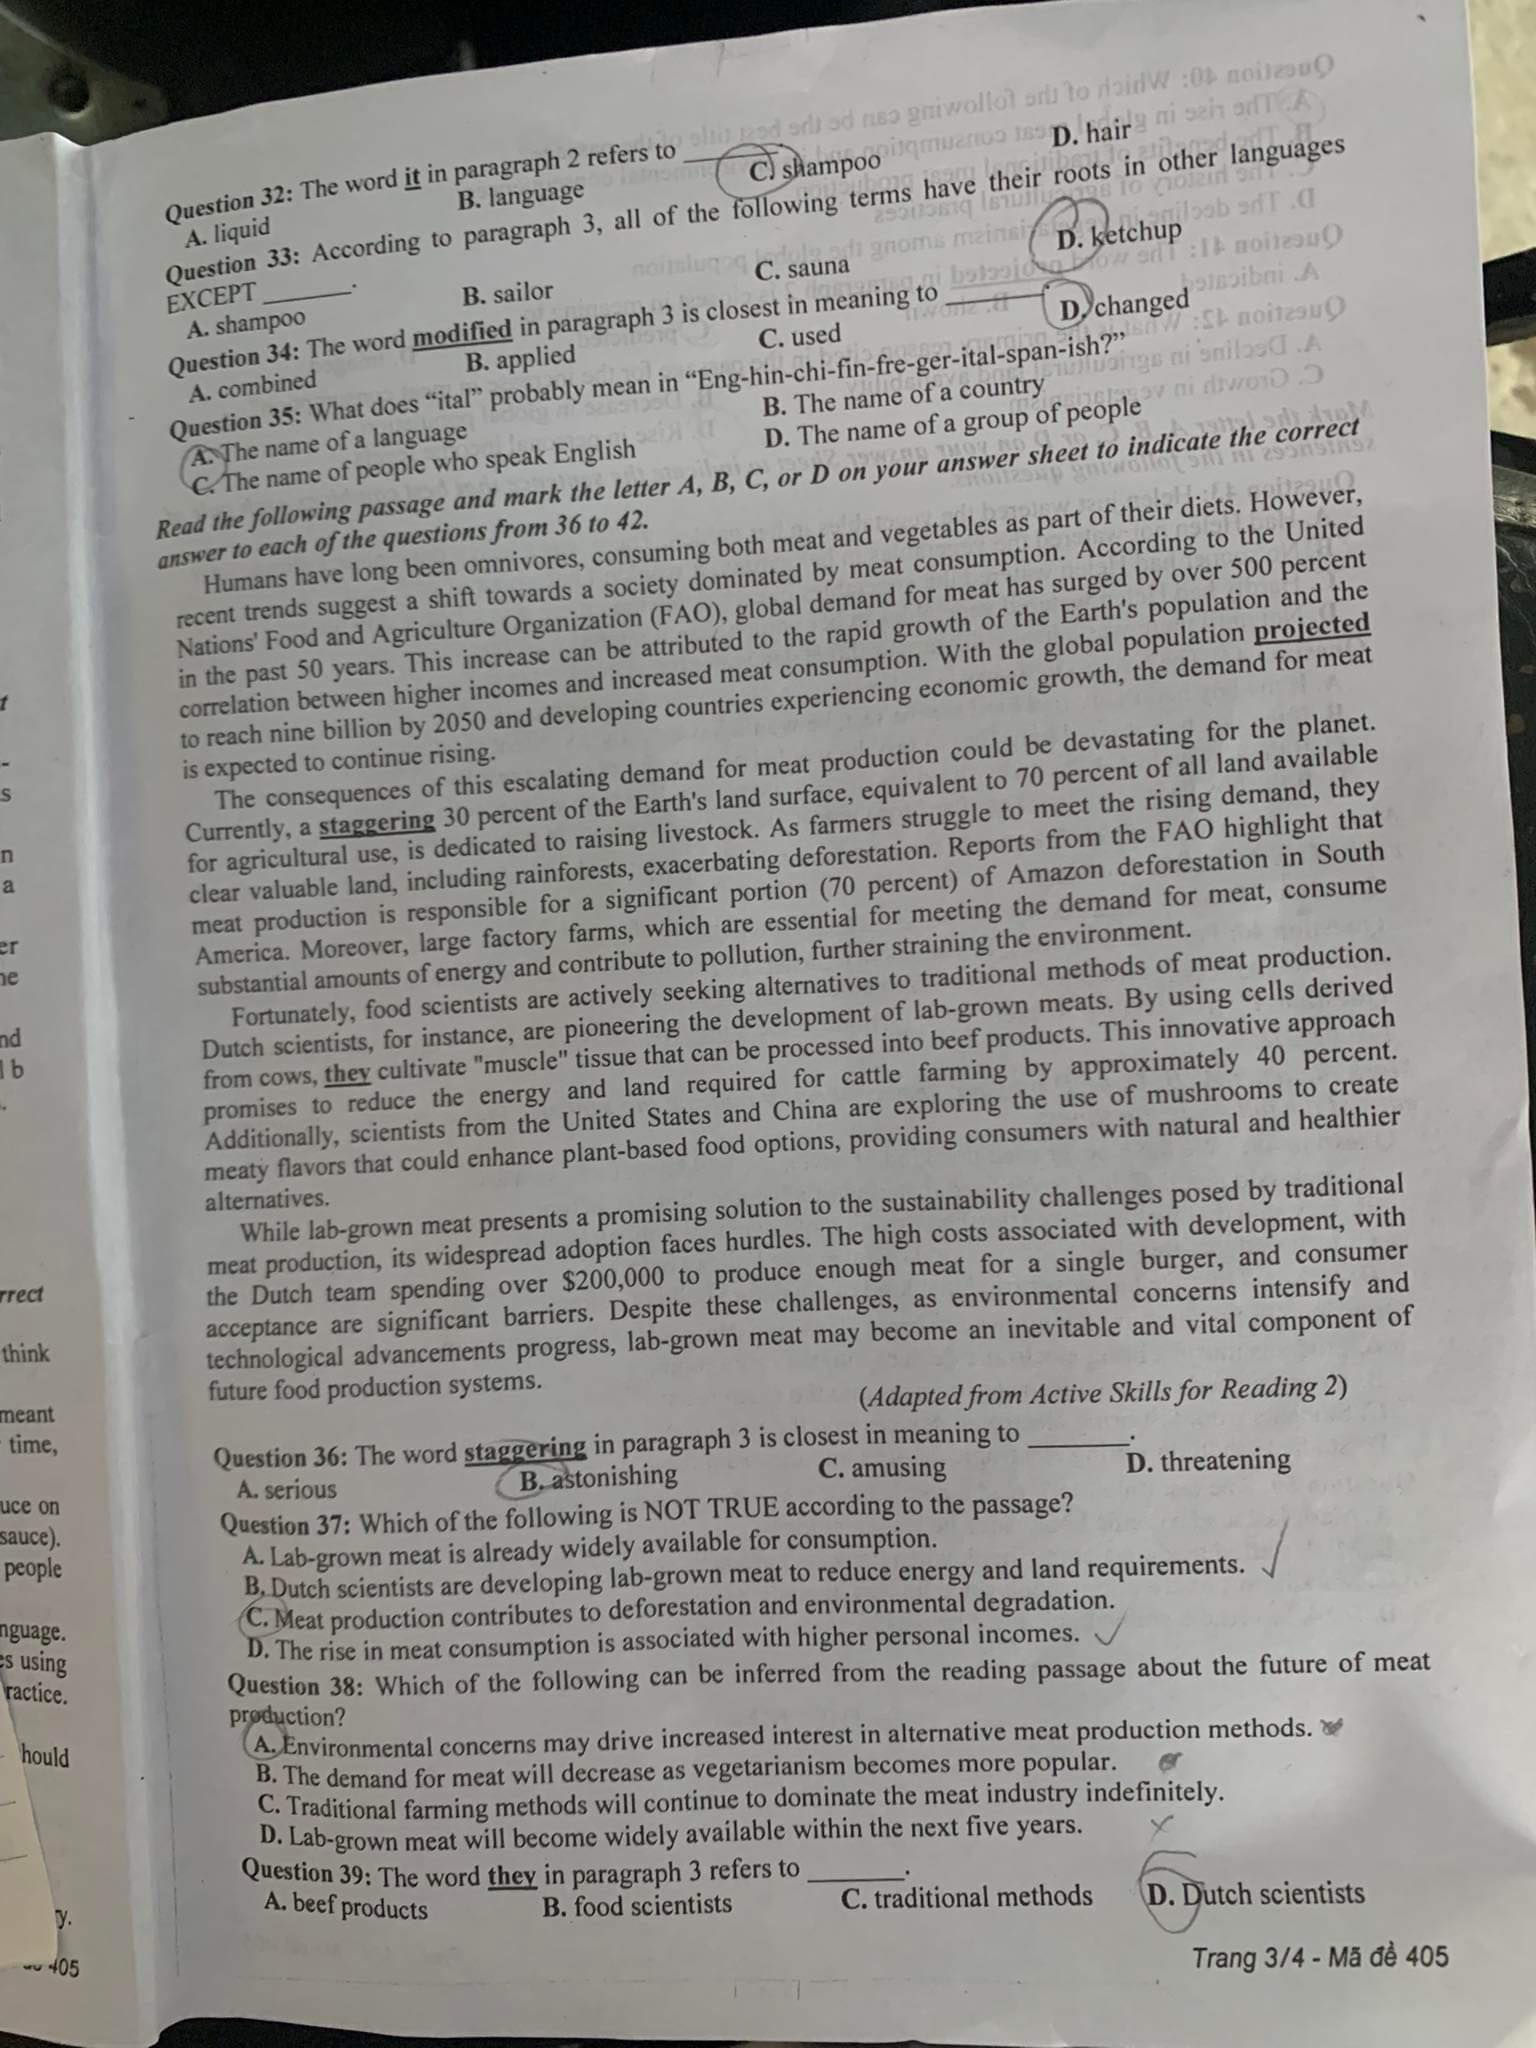 Question 32: The word it in paragraph 2 refers to _______
A. liquid B. language C. shampoo D. hair
Question 33: According to paragraph 3, all of the following terms have their roots in other languages
EXCEPT _______.
A. shampoo B. sailor C. sauna D. ketchup
Question 34: The word modified in paragraph 3 is closest in meaning to _______
A. combined B. applied C. used D. changed
Question 35: What does “ital” probably mean in “Eng-hin-chi-fin-fre-ger-ital-span-ish?”
A. The name of a language B. The name of a country
C. The name of people who speak English D. The name of a group of people
Read the following passage and mark the letter A, B, C, or D on your answer sheet to indicate the correct
answer to each of the questions from 36 to 42.
Humans have long been omnivores, consuming both meat and vegetables as part of their diets. However,
recent trends suggest a shift towards a society dominated by meat consumption. According to the United
Nations' Food and Agriculture Organization (FAO), global demand for meat has surged by over 500 percent
in the past 50 years. This increase can be attributed to the rapid growth of the Earth's population and the
correlation between higher incomes and increased meat consumption. With the global population projected
to reach nine billion by 2050 and developing countries experiencing economic growth, the demand for meat
is expected to continue rising.
The consequences of this escalating demand for meat production could be devastating for the planet.
Currently, a staggering 30 percent of the Earth's land surface, equivalent to 70 percent of all land available
for agricultural use, is dedicated to raising livestock. As farmers struggle to meet the rising demand, they
clear valuable land, including rainforests, exacerbating deforestation. Reports from the FAO highlight that
meat production is responsible for a significant portion (70 percent) of Amazon deforestation in South
America. Moreover, large factory farms, which are essential for meeting the demand for meat, consume
substantial amounts of energy and contribute to pollution, further straining the environment.
Fortunately, food scientists are actively seeking alternatives to traditional methods of meat production.
Dutch scientists, for instance, are pioneering the development of lab-grown meats. By using cells derived
from cows, they cultivate "muscle" tissue that can be processed into beef products. This innovative approach
promises to reduce the energy and land required for cattle farming by approximately 40 percent.
Additionally, scientists from the United States and China are exploring the use of mushrooms to create
meaty flavors that could enhance plant-based food options, providing consumers with natural and healthier
alternatives.
While lab-grown meat presents a promising solution to the sustainability challenges posed by traditional
meat production, its widespread adoption faces hurdles. The high costs associated with development, with
the Dutch team spending over $200,000 to produce enough meat for a single burger, and consumer
acceptance are significant barriers. Despite these challenges, as environmental concerns intensify and
technological advancements progress, lab-grown meat may become an inevitable and vital component of
future food production systems.
(Adapted from Active Skills for Reading 2)
Question 36: The word staggering in paragraph 3 is closest in meaning to _______.
A. serious B. astonishing C. amusing D. threatening
Question 37: Which of the following is NOT TRUE according to the passage?
A. Lab-grown meat is already widely available for consumption.
B. Dutch scientists are developing lab-grown meat to reduce energy and land requirements.
C. Meat production contributes to deforestation and environmental degradation.
D. The rise in meat consumption is associated with higher personal incomes.
Question 38: Which of the following can be inferred from the reading passage about the future of meat
production?
A. Environmental concerns may drive increased interest in alternative meat production methods.
B. The demand for meat will decrease as vegetarianism becomes more popular.
C. Traditional farming methods will continue to dominate the meat industry indefinitely.
D. Lab-grown meat will become widely available within the next five years.
Question 39: The word they in paragraph 3 refers to _______.
A. beef products B. food scientists C. traditional methods D. Dutch scientists
Trang 3/4 - Mã đề 405
rrect
think
meant
time,
uce on
sauce).
people
nguage.
es using
ractice.
hould
405